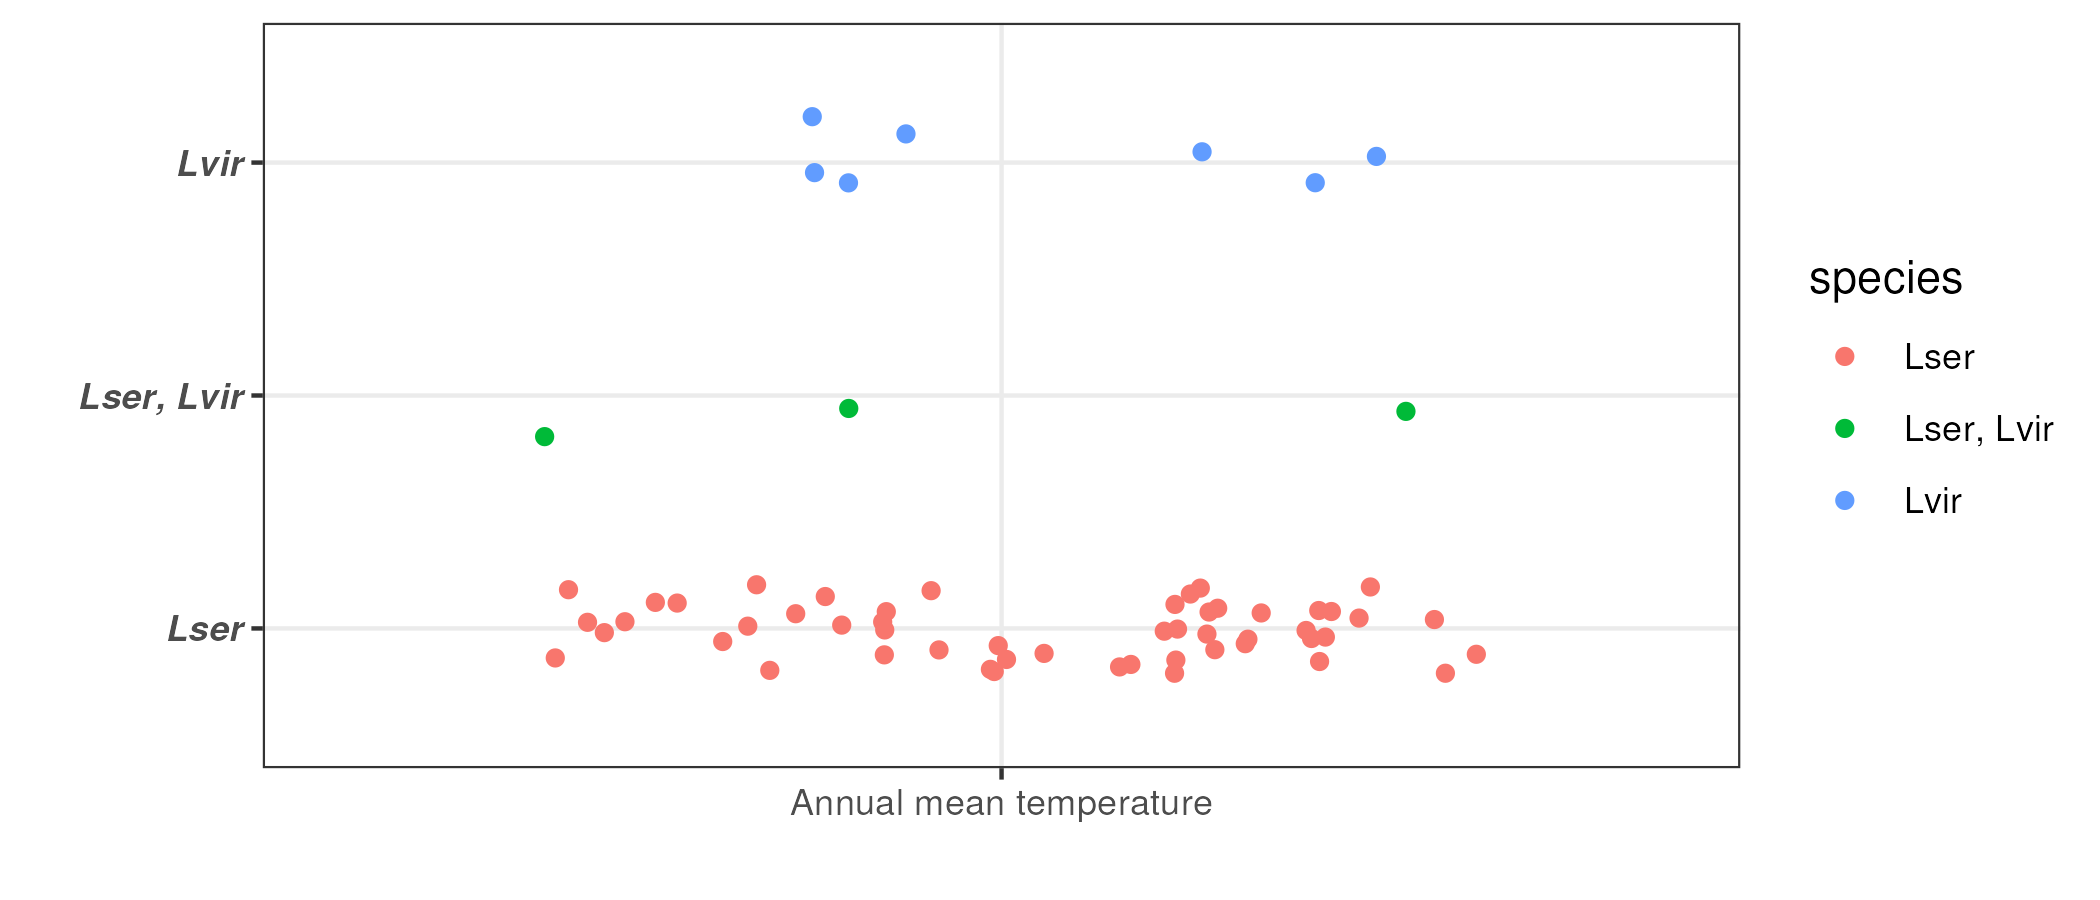 Lvir
Lser, Lvir
Lser
Annual mean temperature
species
Lser
Lser, Lvir
Lvir